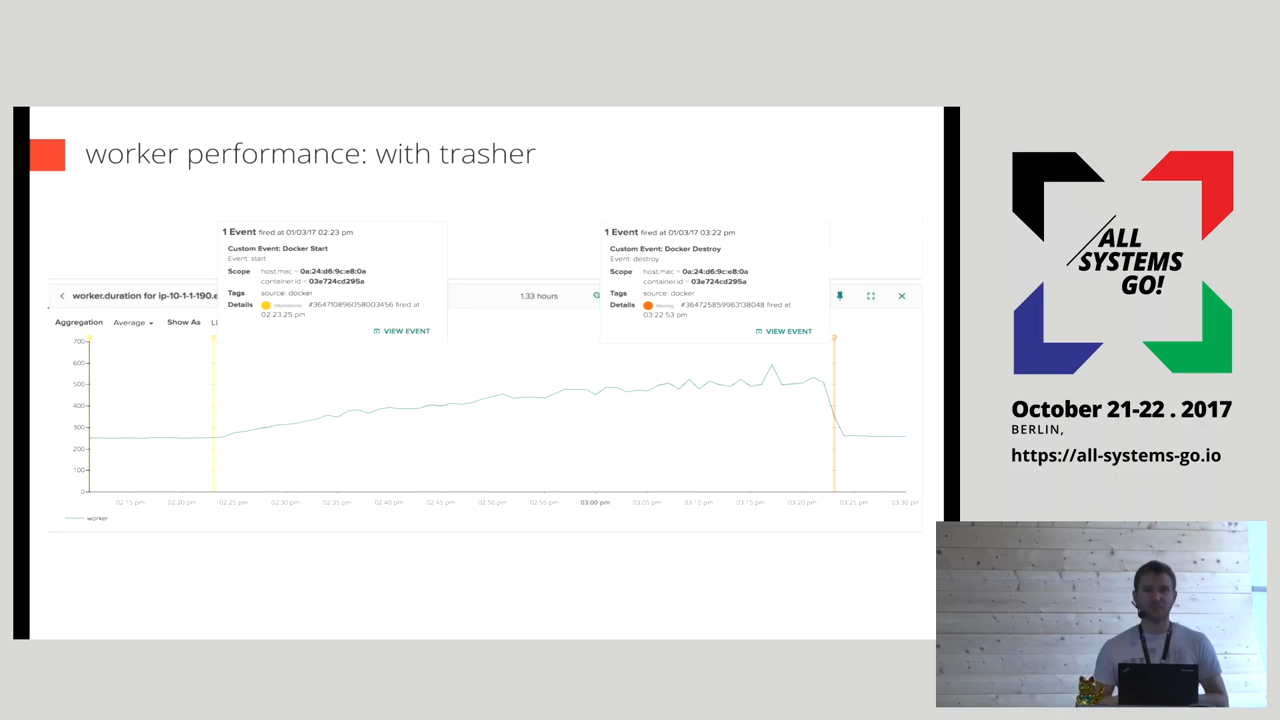 worker performance: with trasher
1 Event fired at 01/03/17 02:23 pm
Custom Event: Docker Start
Event: start
Scope host.mac = 0a:24:d6:9c:e8:0a
container.id = 03e724cd295a
Tags source: docker
Details Informational #364710896058003456 fired at
02:23:25 pm
VIEW EVENT
1 Event fired at 01/03/17 03:22 pm
Custom Event: Docker Destroy
Event: destroy
Scope host.mac = 0a:24:d6:9c:e8:0a
container.id = 03e724cd295a
Tags source: docker
Details Warning #364725859963138048 fired at
03:22:53 pm
VIEW EVENT
worker.duration for ip-10-1-1-190.e
1.33 hours
Aggregation Average Show As Li
700
600
500
400
300
200
100
0
02:15 pm 02:20 pm 02:25 pm 02:30 pm 02:35 pm 02:40 pm 02:45 pm 02:50 pm 02:55 pm 03:00 pm 03:05 pm 03:10 pm 03:15 pm 03:20 pm 03:25 pm 03:30 pm
worker
ALL
SYSTEMS
GO!
October 21-22 . 2017
BERLIN,
https://all-systems-go.io